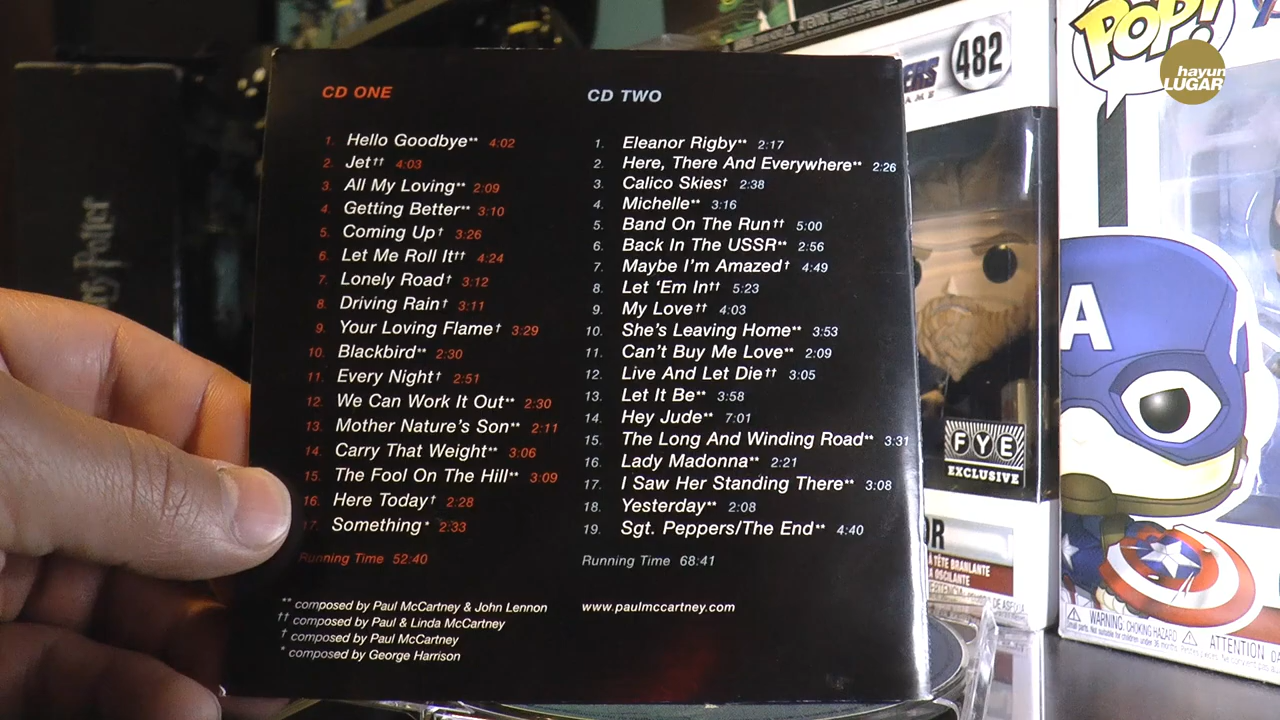 CD ONE
1. Hello Goodbye** 4:02
2. Jet†† 4:03
3. All My Loving** 2:09
4. Getting Better** 3:10
5. Coming Up† 3:26
6. Let Me Roll It†† 4:24
7. Lonely Road† 3:12
8. Driving Rain† 3:11
9. Your Loving Flame† 3:29
10. Blackbird** 2:30
11. Every Night† 2:51
12. We Can Work It Out** 2:30
13. Mother Nature's Son** 2:11
14. Carry That Weight** 3:06
15. The Fool On The Hill** 3:09
16. Here Today† 2:28
17. Something* 2:33
Running Time 52:40
** composed by Paul McCartney & John Lennon
†† composed by Paul & Linda McCartney
† composed by Paul McCartney
* composed by George Harrison
CD TWO
1. Eleanor Rigby** 2:17
2. Here, There And Everywhere** 2:26
3. Calico Skies† 2:38
4. Michelle** 3:16
5. Band On The Run†† 5:00
6. Back In The USSR** 2:56
7. Maybe I'm Amazed† 4:49
8. Let 'Em In†† 5:23
9. My Love†† 4:03
10. She's Leaving Home** 3:53
11. Can't Buy Me Love** 2:09
12. Live And Let Die†† 3:05
13. Let It Be** 3:58
14. Hey Jude** 7:01
15. The Long And Winding Road** 3:31
16. Lady Madonna** 2:21
17. I Saw Her Standing There** 3:08
18. Yesterday** 2:08
19. Sgt. Peppers/The End** 4:40
Running Time 68:41
www.paulmccartney.com
482
POP!
hayun
LUGAR
A
FYE
EXCLUSIVE
WARNING: CHOKING HAZARD
ATTENTION